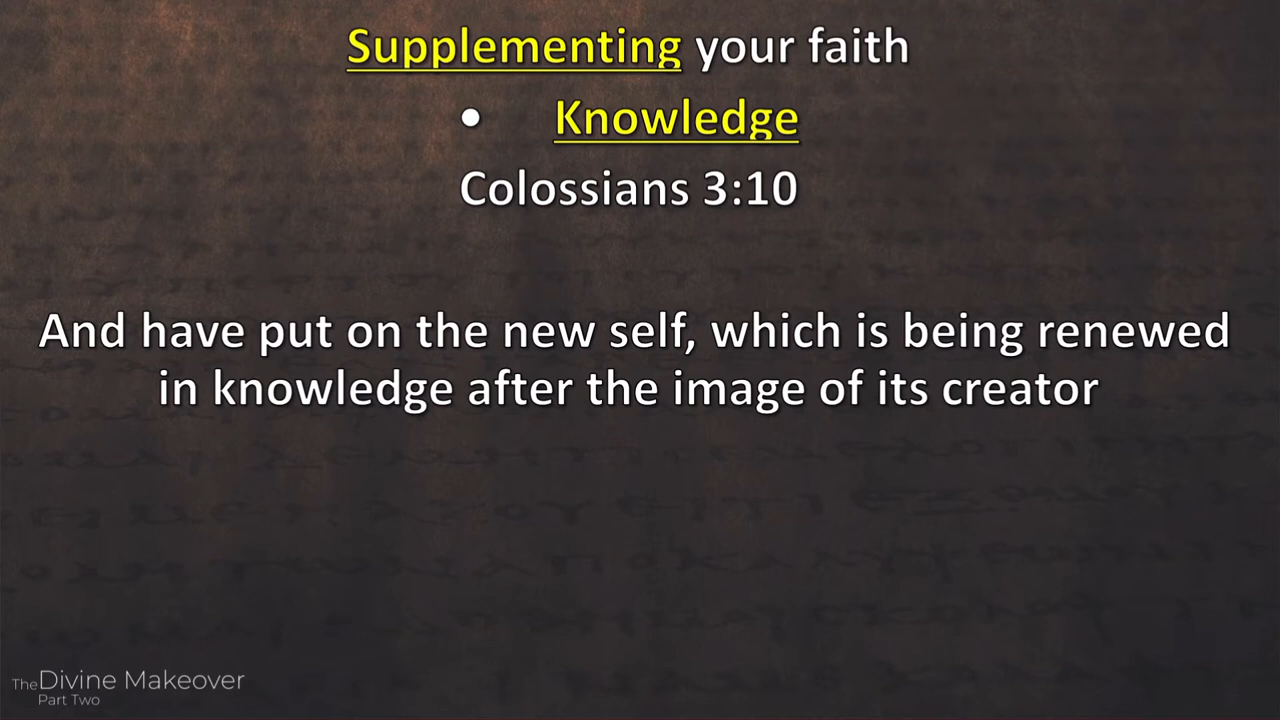 Supplementing your faith
• Knowledge
Colossians 3:10
And have put on the new self, which is being renewed
in knowledge after the image of its creator
The Divine Makeover
Part Two